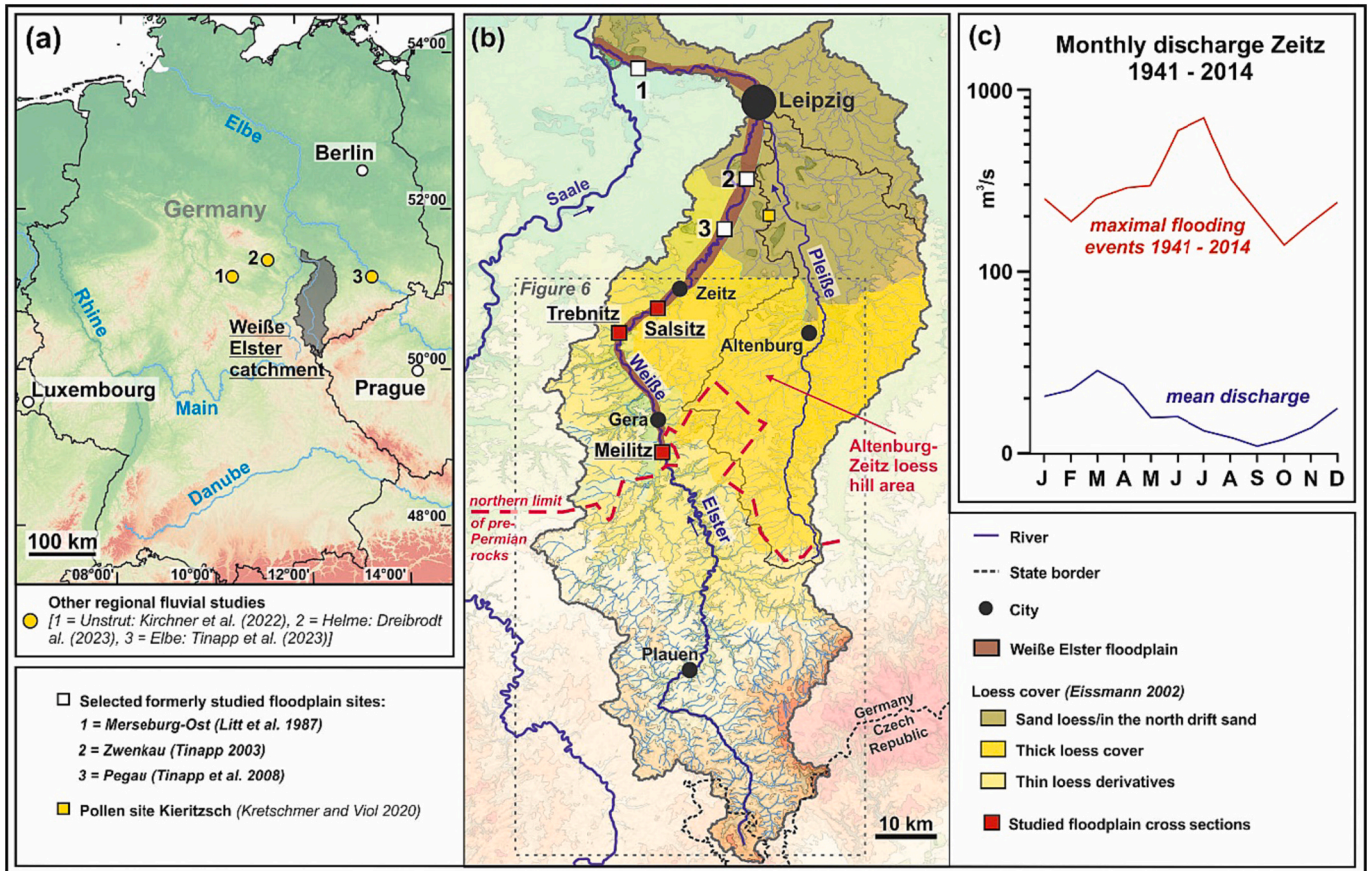 (a)
54°00'
Elbe
Berlin
52°00'
Germany
2
1
3
Rhine
Weiße
Elster
catchment
50°00'
Luxembourg
Prague
Main
Danube
48°00'
100 km
08°00'
10°00'
12°00'
14°00'
Other regional fluvial studies
[1 = Unstrut: Kirchner et al. (2022), 2 = Helme: Dreibrodt
al. (2023), 3 = Elbe: Tinapp et al. (2023)]
Selected formerly studied floodplain sites:
1 = Merseburg-Ost (Litt et al. 1987)
2 = Zwenkau (Tinapp 2003)
3 = Pegau (Tinapp et al. 2008)
Pollen site Kieritzsch (Kretschmer and Viol 2020)
(b)
1
Leipzig
2
Saale
3
Pleiße
Figure 6
Zeitz
Trebnitz
Salsitz
Altenburg
Weiße
Gera
Altenburg-
Zeitz loess
hill area
Meilitz
northern limit
of pre-
Permian
rocks
Elster
Plauen
Germany
Czech
Republic
10 km
(c)
Monthly discharge Zeitz
1941 - 2014
1000
m³/s
maximal flooding
events 1941 - 2014
100
mean discharge
0
J F M A M J J A S O N D
River
State border
City
Weiße Elster floodplain
Loess cover (Eissmann 2002)
Sand loess/in the north drift sand
Thick loess cover
Thin loess derivatives
Studied floodplain cross sections